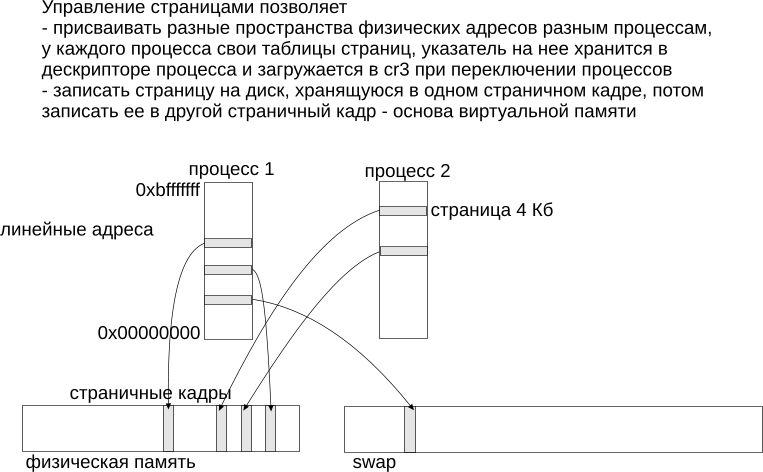 Управление страницами позволяет
- присваивать разные пространства физических адресов разным процессам,
у каждого процесса свои таблицы страниц, указатель на нее хранится в
дескрипторе процесса и загружается в cr3 при переключении процессов
- записать страницу на диск, хранящуюся в одном страничном кадре, потом
записать ее в другой страничный кадр - основа виртуальной памяти
процесс 1
процесс 2
0xbfffffff
страница 4 Кб
линейные адреса
0x00000000
страничные кадры
физическая память
swap